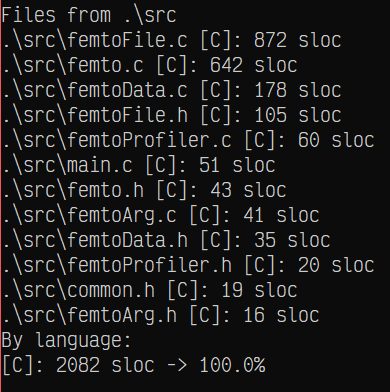 Files from .\src
.\src\femtoFile.c [C]: 872 sloc
.\src\femto.c [C]: 642 sloc
.\src\femtoData.c [C]: 178 sloc
.\src\femtoFile.h [C]: 105 sloc
.\src\femtoProfiler.c [C]: 60 sloc
.\src\main.c [C]: 51 sloc
.\src\femto.h [C]: 43 sloc
.\src\femtoArg.c [C]: 41 sloc
.\src\femtoData.h [C]: 35 sloc
.\src\femtoProfiler.h [C]: 20 sloc
.\src\common.h [C]: 19 sloc
.\src\femtoArg.h [C]: 16 sloc
By language:
[C]: 2082 sloc -> 100.0%